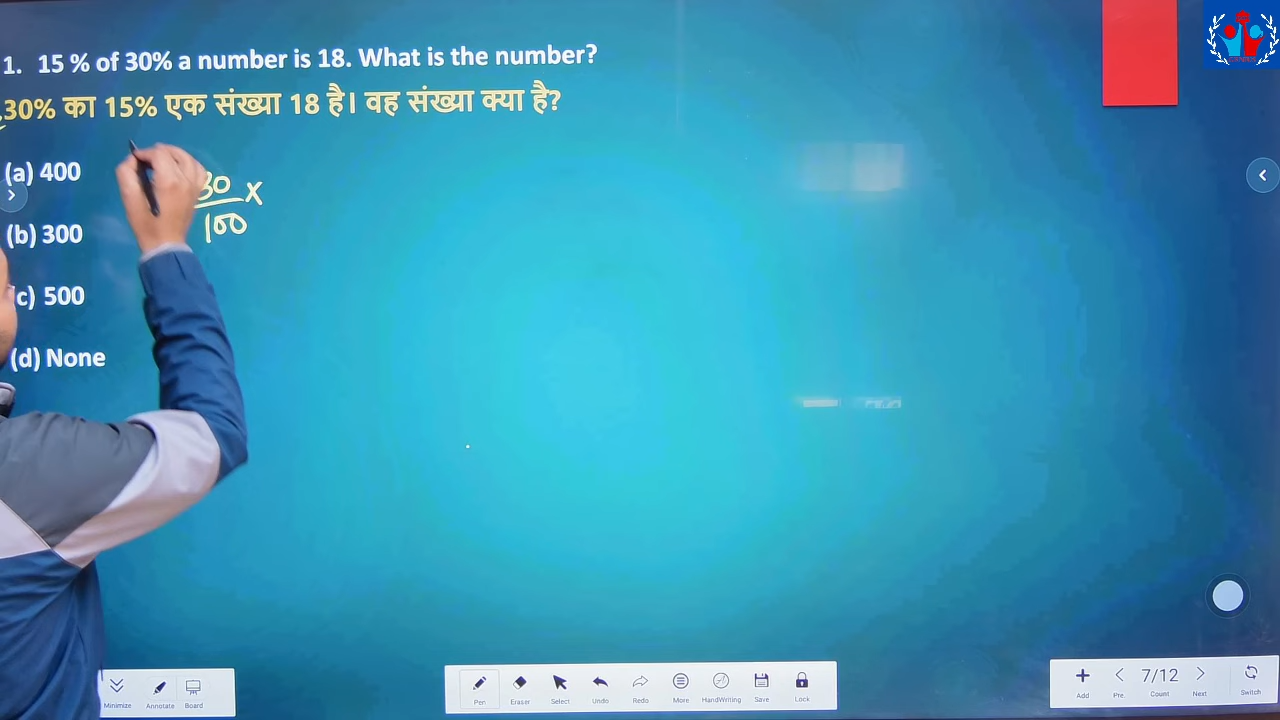 1. 15 % of 30% a number is 18. What is the number?
30% का 15% एक संख्या 18 है। वह संख्या क्या है?
(a) 400
30 x
100
(b) 300
c) 500
(d) None
Minimize Annotate Board
Pen Eraser Select Undo Redo More HandWriting Save Lock
7/12
Add Pre Count Next Switch